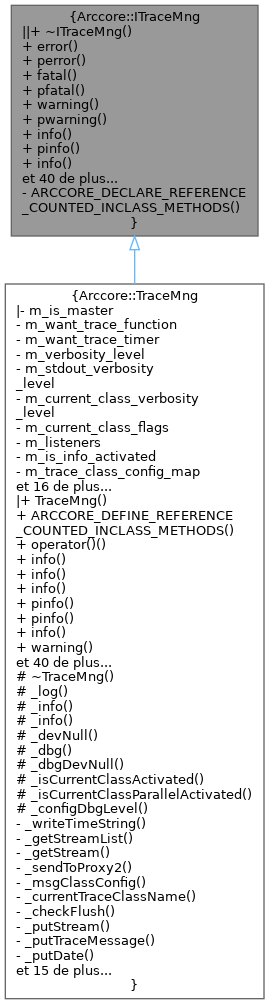 {Arccore::ITraceMng
||+ ~ITraceMng()
+ error()
+ perror()
+ fatal()
+ pfatal()
+ warning()
+ pwarning()
+ info()
+ pinfo()
+ info()
et 40 de plus...
- ARCCORE_DECLARE_REFERENCE
_COUNTED_INCLASS_METHODS()
}
{Arccore::TraceMng
|- m_is_master
- m_want_trace_function
- m_want_trace_timer
- m_verbosity_level
- m_stdout_verbosity
_level
- m_current_class_verbosity
_level
- m_current_class_flags
- m_listeners
- m_is_info_activated
- m_trace_class_config_map
et 16 de plus...
|+ TraceMng()
+ ARCCORE_DEFINE_REFERENCE
_COUNTED_INCLASS_METHODS()
+ operator()()
+ info()
+ info()
+ info()
+ pinfo()
+ pinfo()
+ info()
+ warning()
et 40 de plus...
# ~TraceMng()
# _log()
# _info()
# _info()
# _devNull()
# _dbg()
# _dbgDevNull()
# _isCurrentClassActivated()
# _isCurrentClassParallelActivated()
# _configDbgLevel()
- _writeTimeString()
- _getStreamList()
- _getStream()
- _sendToProxy2()
- _msgClassConfig()
- _currentTraceClassName()
- _checkFlush()
- _putStream()
- _putTraceMessage()
- _putDate()
et 15 de plus...
}